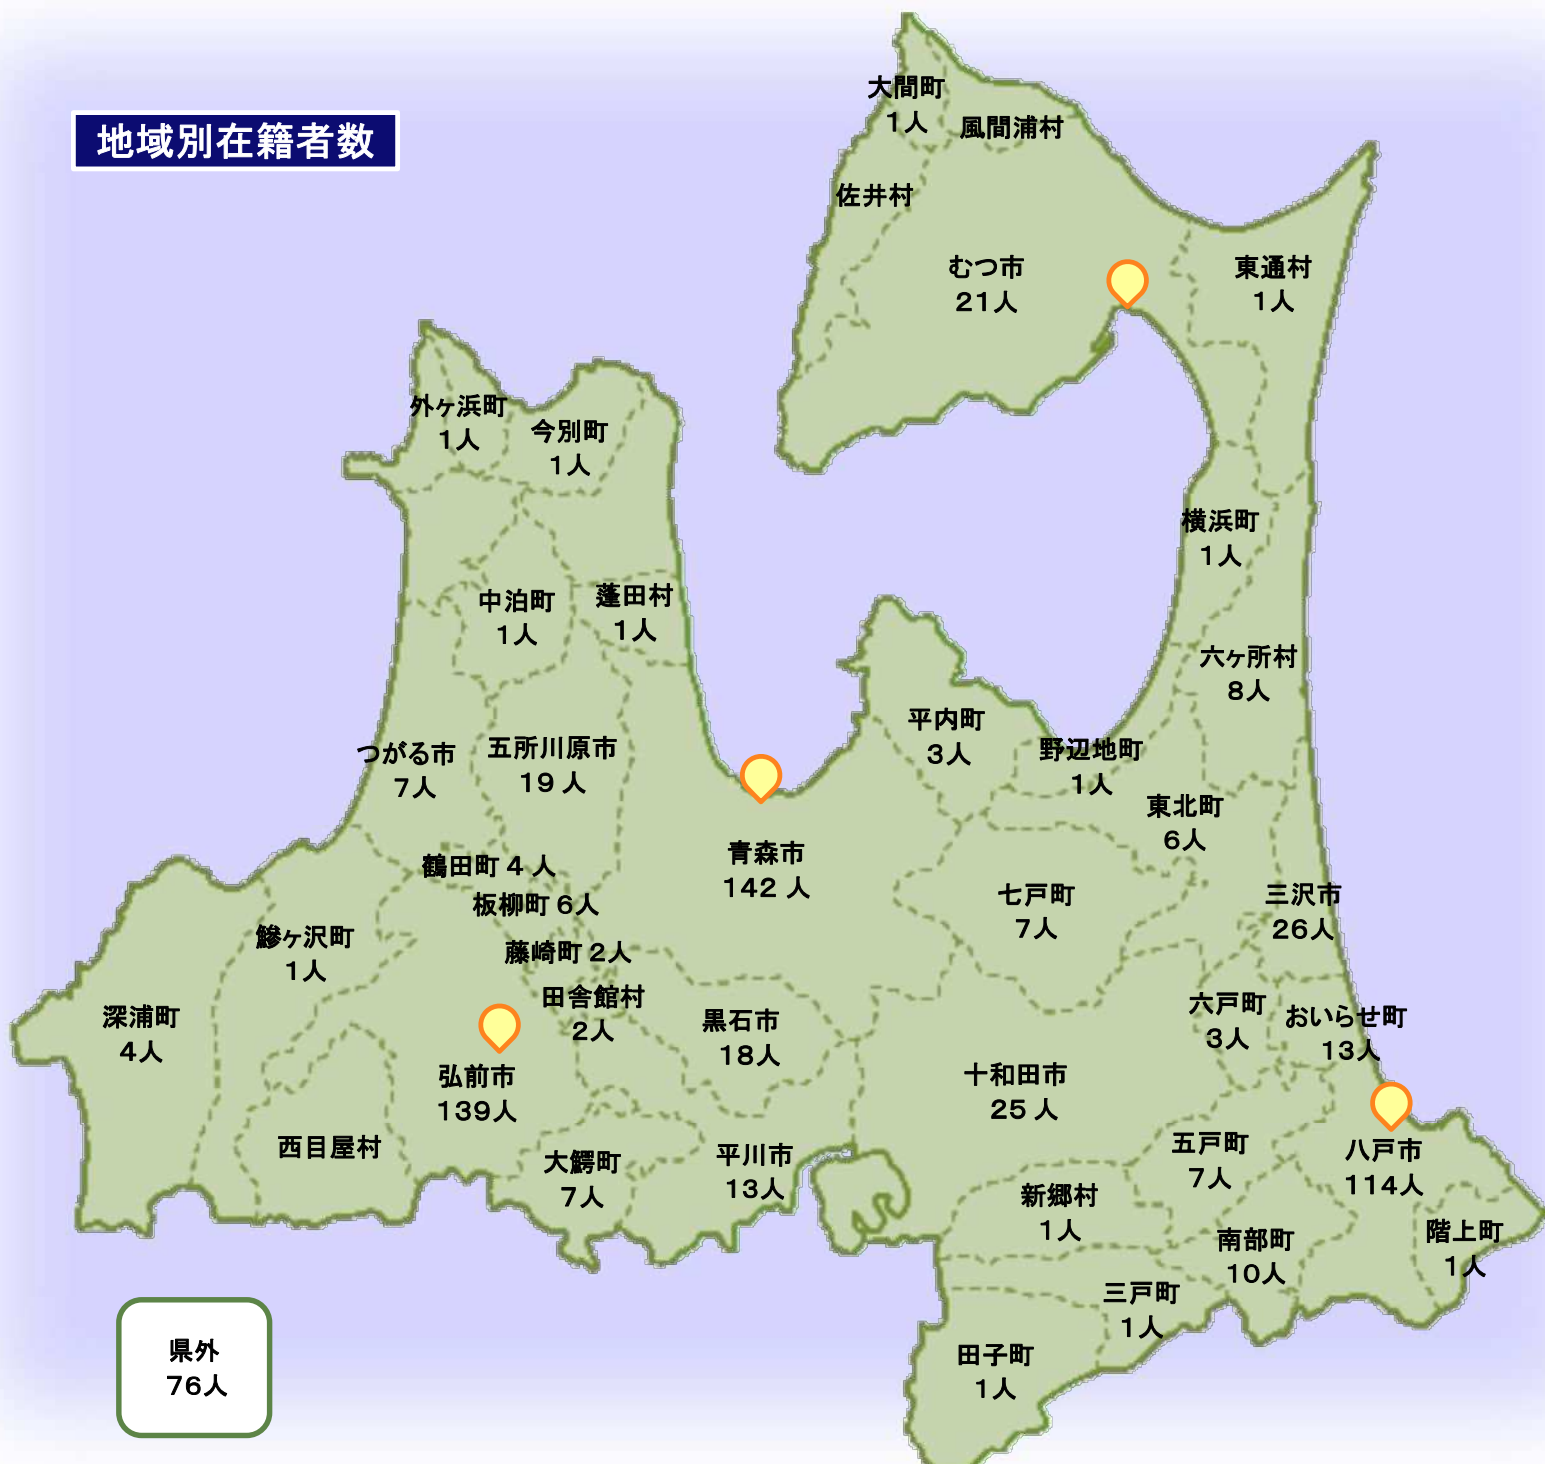 地域別在籍者数
大間町
1人
風間浦村
佐井村
むつ市
21人
東通村
1人
外ヶ浜町
1人
今別町
1人
横浜町
1人
中泊町
1人
蓬田村
1人
六ヶ所村
8人
平内町
3人
野辺地町
1人
つがる市
7人
五所川原市
19 人
東北町
6人
青森市
142 人
鶴田町 4 人
板柳町 6人
七戸町
7人
三沢市
26人
鰺ヶ沢町
1人
藤崎町 2人
田舎館村
2人
深浦町
4人
黒石市
18人
六戸町
3人
おいらせ町
13人
弘前市
139人
十和田市
25 人
西目屋村
大鰐町
7人
平川市
13人
五戸町
7人
八戸市
114人
新郷村
1人
南部町
10人
階上町
1人
三戸町
1人
田子町
1人
県外
76人